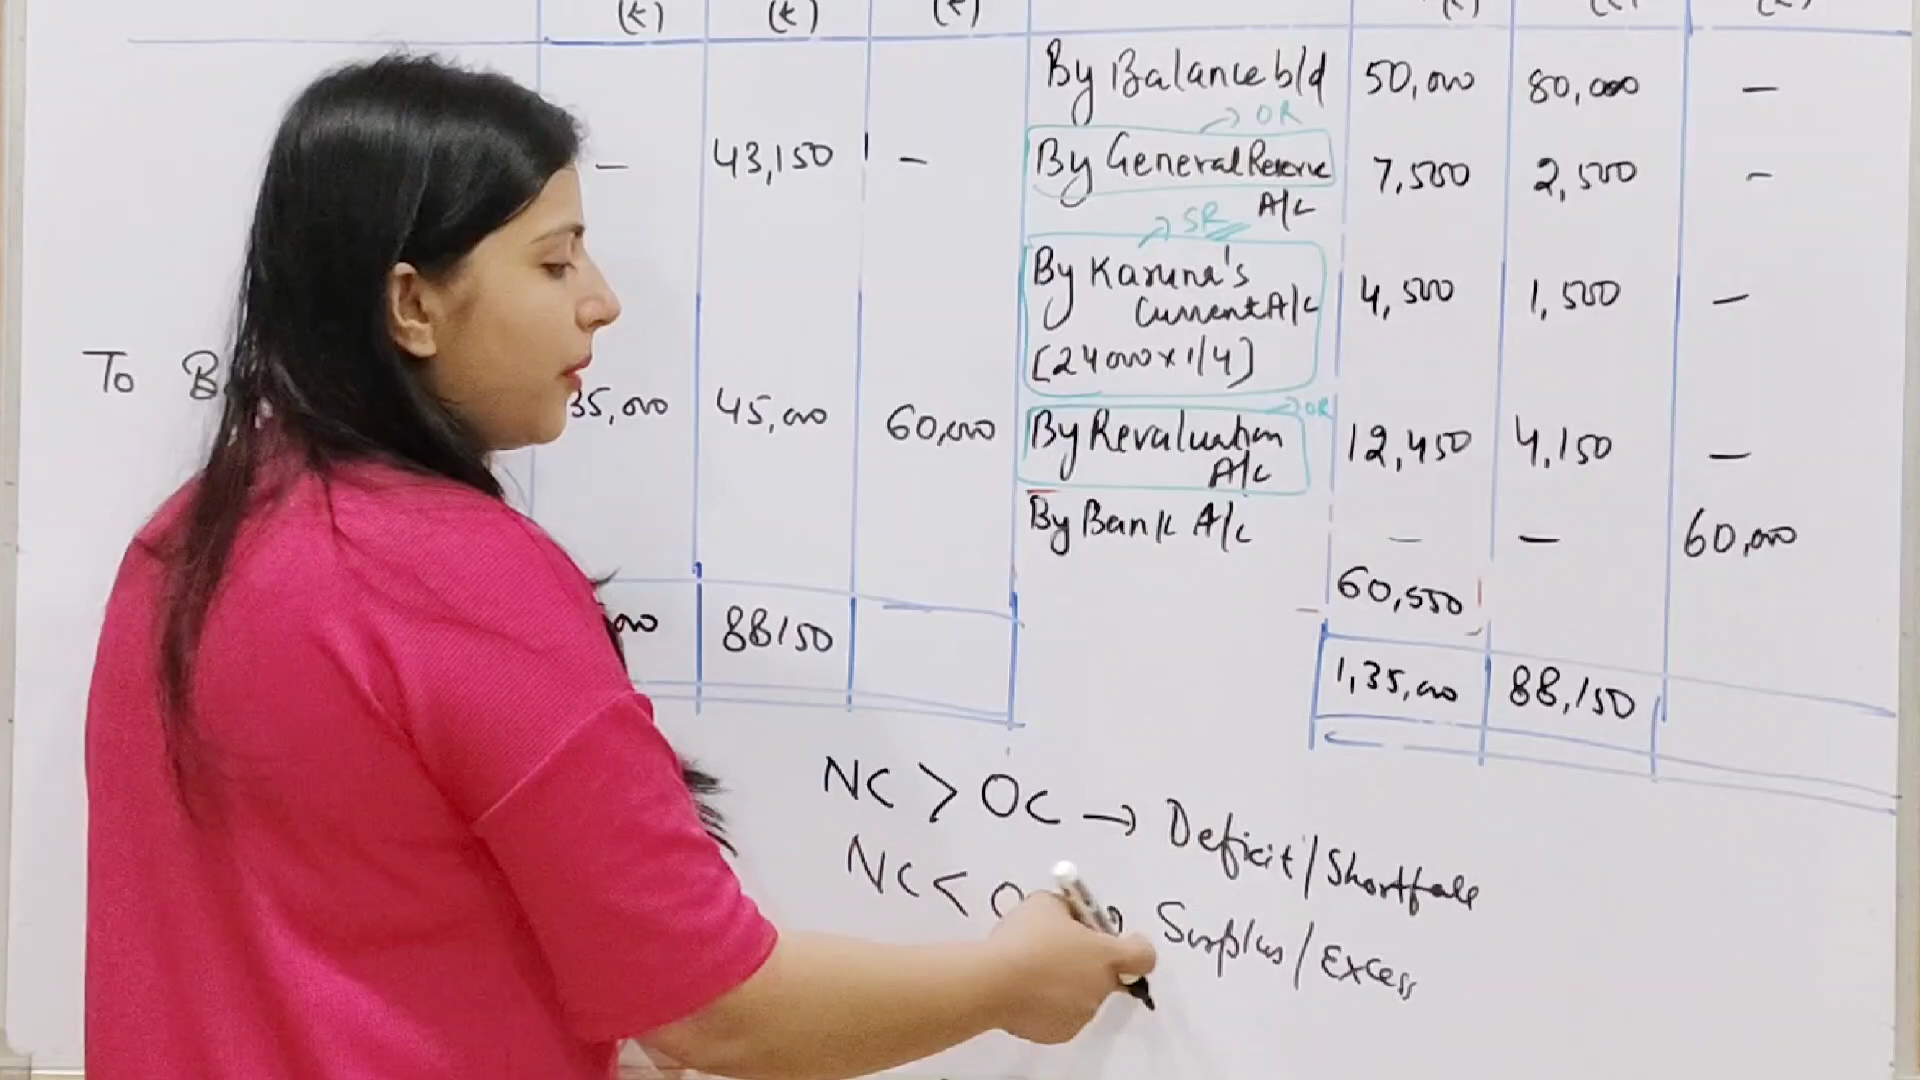 (₹) (₹) (₹) (₹) (₹) (₹)
By Balance b/d 50,000 80,000 —
→ OR
— 43,150 — By General Reserve 7,500 2,500 -
A/c
→ SR
By Karuna's
Current A/c 4,500 1,500 —
[24000 x 1/4]
To
→ OR
35,000 45,000 60,000 By Revaluation 12,450 4,150 —
A/c
By Bank A/c — — 60,000
60,550
88150 1,35,000 88,150
NC > OC → Deficit/Shortfall
NC < Surplus/Excess